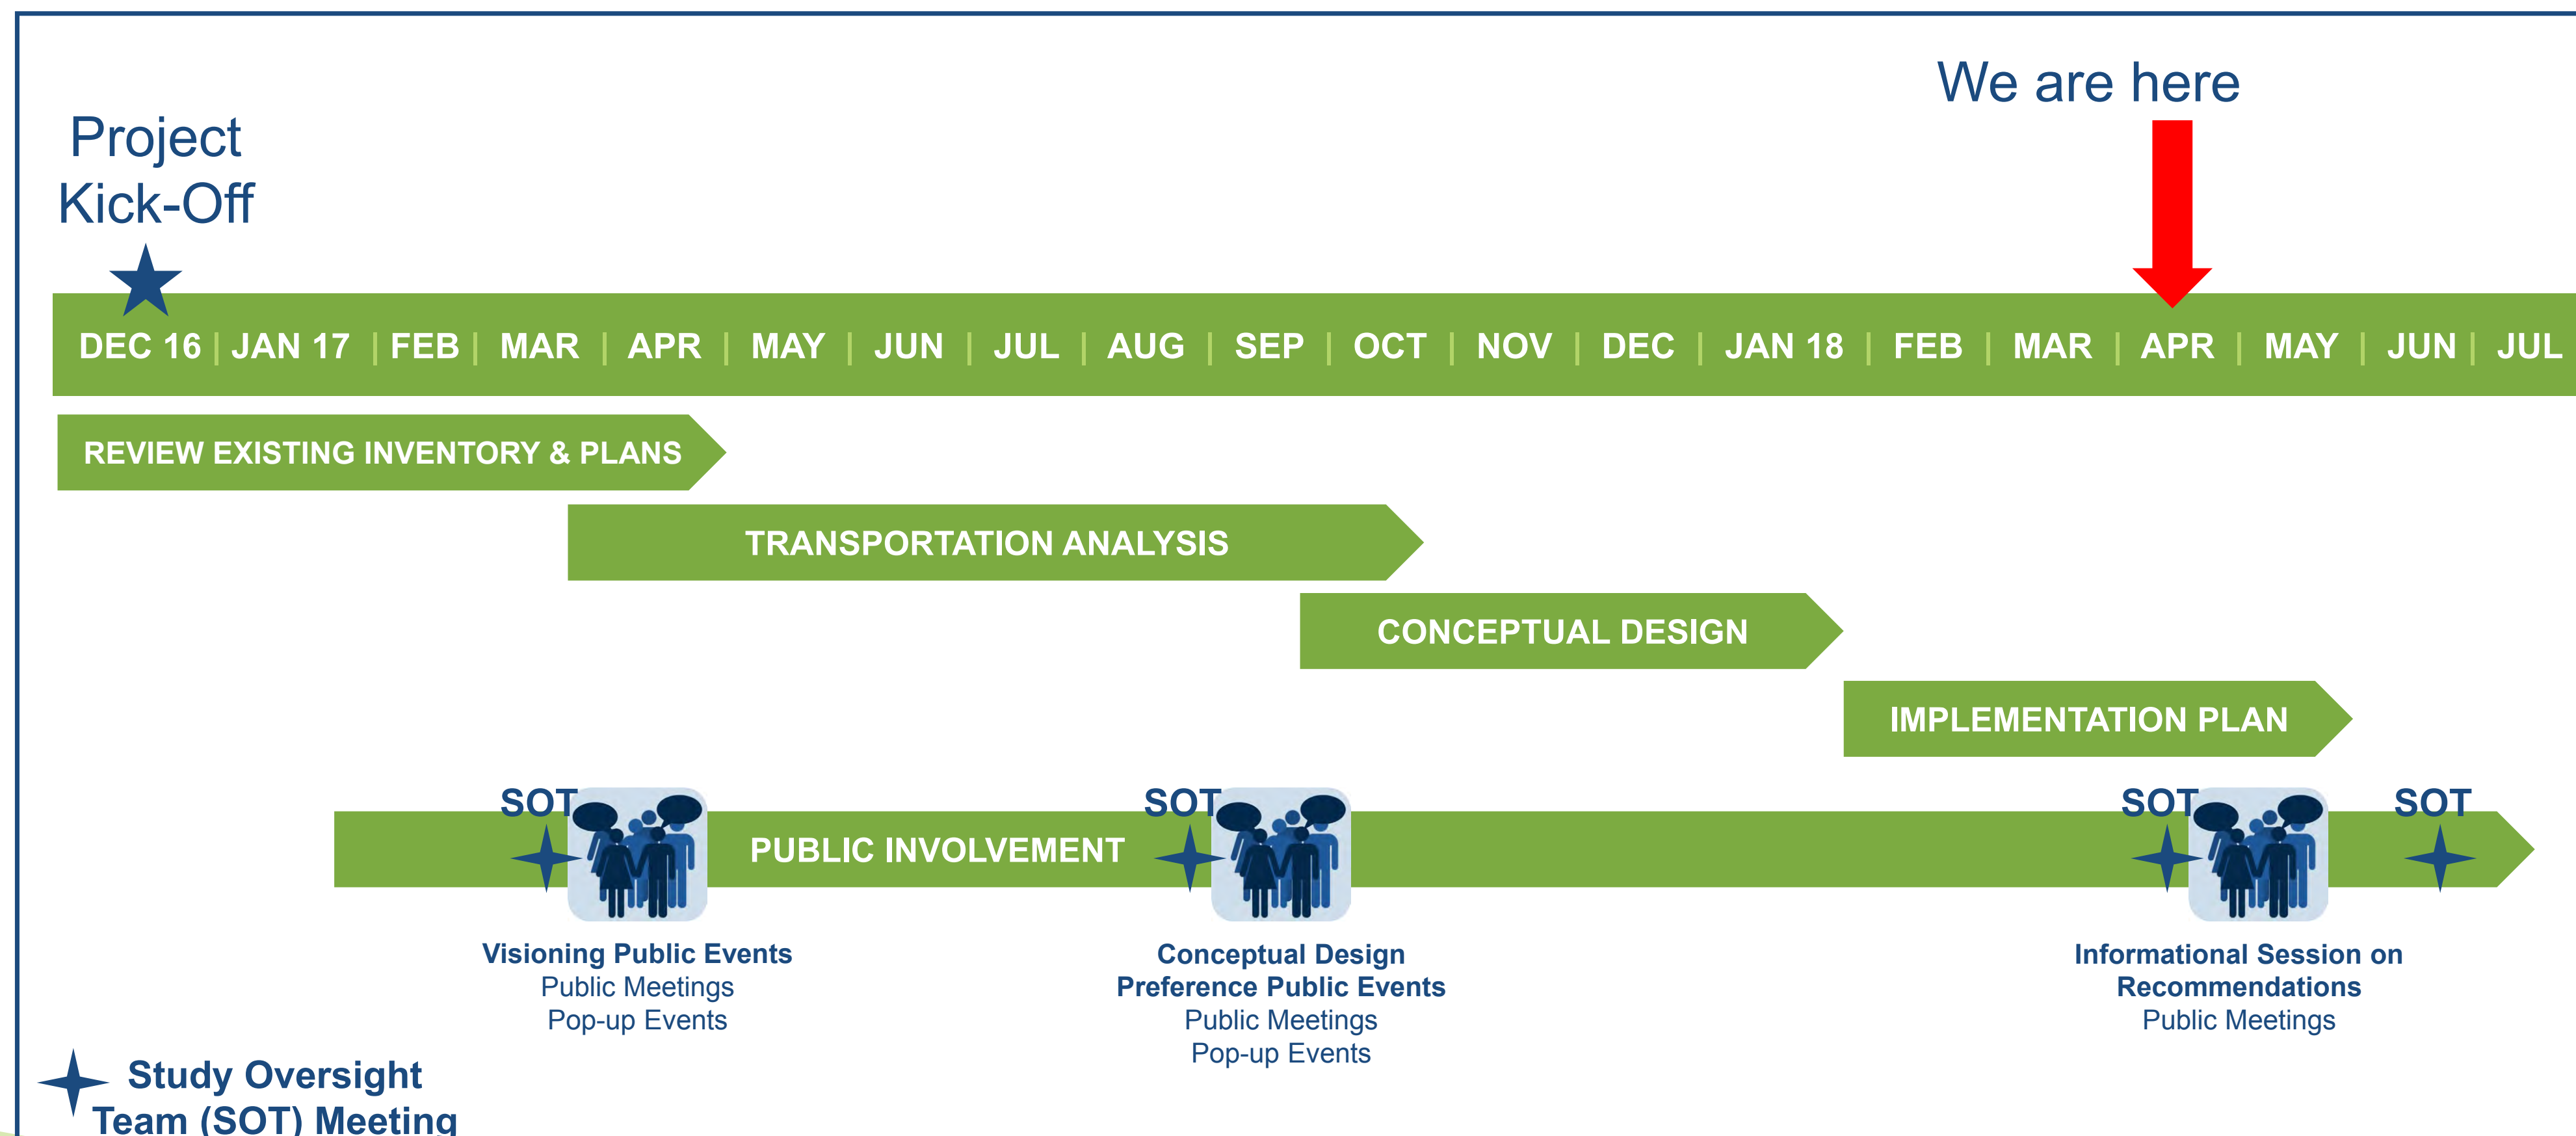 We are here
Project
Kick-Off
DEC 16 | JAN 17 | FEB | MAR | APR | MAY | JUN | JUL | AUG | SEP | OCT | NOV | DEC | JAN 18 | FEB | MAR | APR | MAY | JUN | JUL
REVIEW EXISTING INVENTORY & PLANS
TRANSPORTATION ANALYSIS
CONCEPTUAL DESIGN
IMPLEMENTATION PLAN
SOT SOT SOT SOT
PUBLIC INVOLVEMENT
Visioning Public Events
Public Meetings
Pop-up Events
Conceptual Design
Preference Public Events
Public Meetings
Pop-up Events
Informational Session on
Recommendations
Public Meetings
Study Oversight
Team (SOT) Meeting